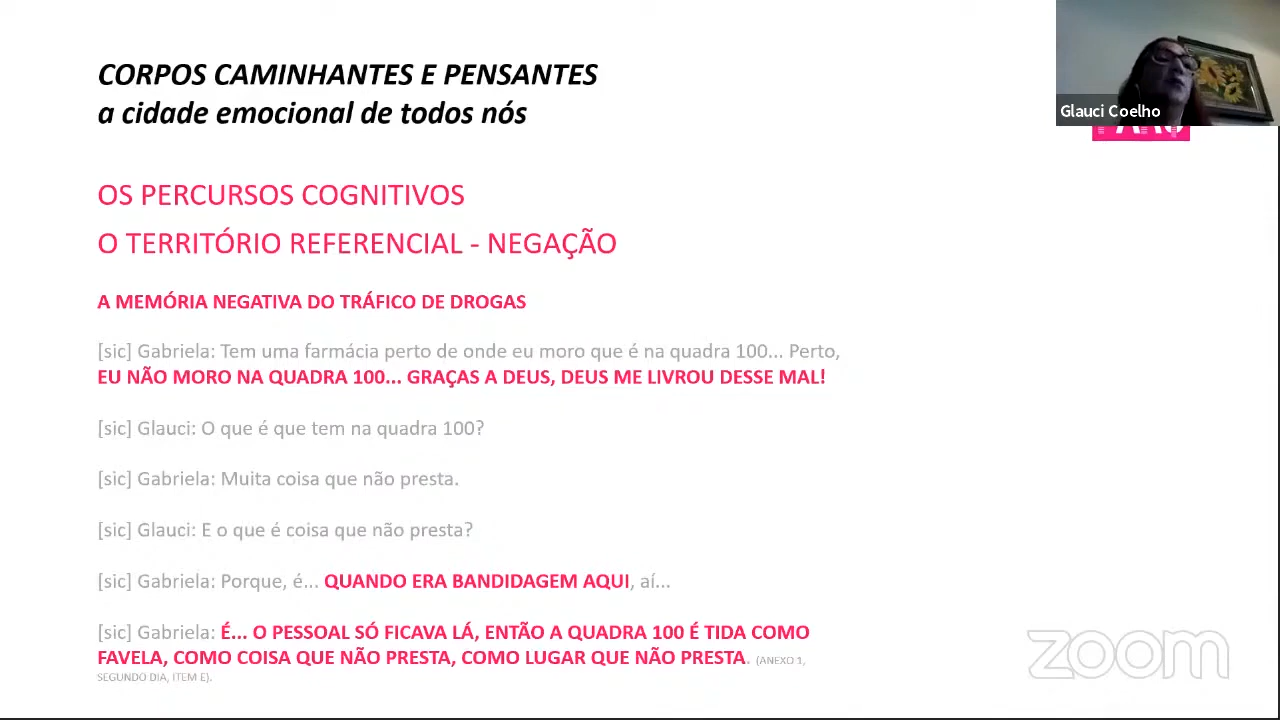 CORPOS CAMINHANTES E PENSANTES
a cidade emocional de todos nós
Glauci Coelho
OS PERCURSOS COGNITIVOS
O TERRITÓRIO REFERENCIAL - NEGAÇÃO
A MEMÓRIA NEGATIVA DO TRÁFICO DE DROGAS
[sic] Gabriela: Tem uma farmácia perto de onde eu moro que é na quadra 100... Perto,
EU NÃO MORO NA QUADRA 100... GRAÇAS A DEUS, DEUS ME LIVROU DESSE MAL!
[sic] Glauci: O que é que tem na quadra 100?
[sic] Gabriela: Muita coisa que não presta.
[sic] Glauci: E o que é coisa que não presta?
[sic] Gabriela: Porque, é... QUANDO ERA BANDIDAGEM AQUI, aí...
[sic] Gabriela: É... O PESSOAL SÓ FICAVA LÁ, ENTÃO A QUADRA 100 É TIDA COMO
FAVELA, COMO COISA QUE NÃO PRESTA, COMO LUGAR QUE NÃO PRESTA. (ANEXO 1,
SEGUNDO DIA, ITEM E).
zoom